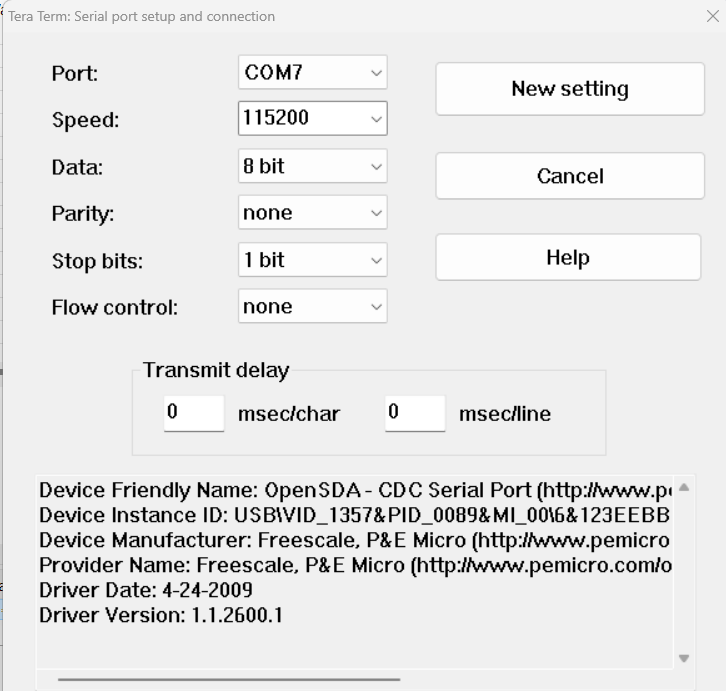 Tera Term: Serial port setup and connection
Port: COM7
New setting
Speed: 115200
Data: 8 bit
Cancel
Parity: none
Stop bits: 1 bit
Help
Flow control: none
Transmit delay
0 msec/char 0 msec/line
Device Friendly Name: OpenSDA - CDC Serial Port (http://www.pe
Device Instance ID: USB\VID_1357&PID_0089&MI_00\6&123EEBB
Device Manufacturer: Freescale, P&E Micro (http://www.pemicro
Provider Name: Freescale, P&E Micro (http://www.pemicro.com/o
Driver Date: 4-24-2009
Driver Version: 1.1.2600.1